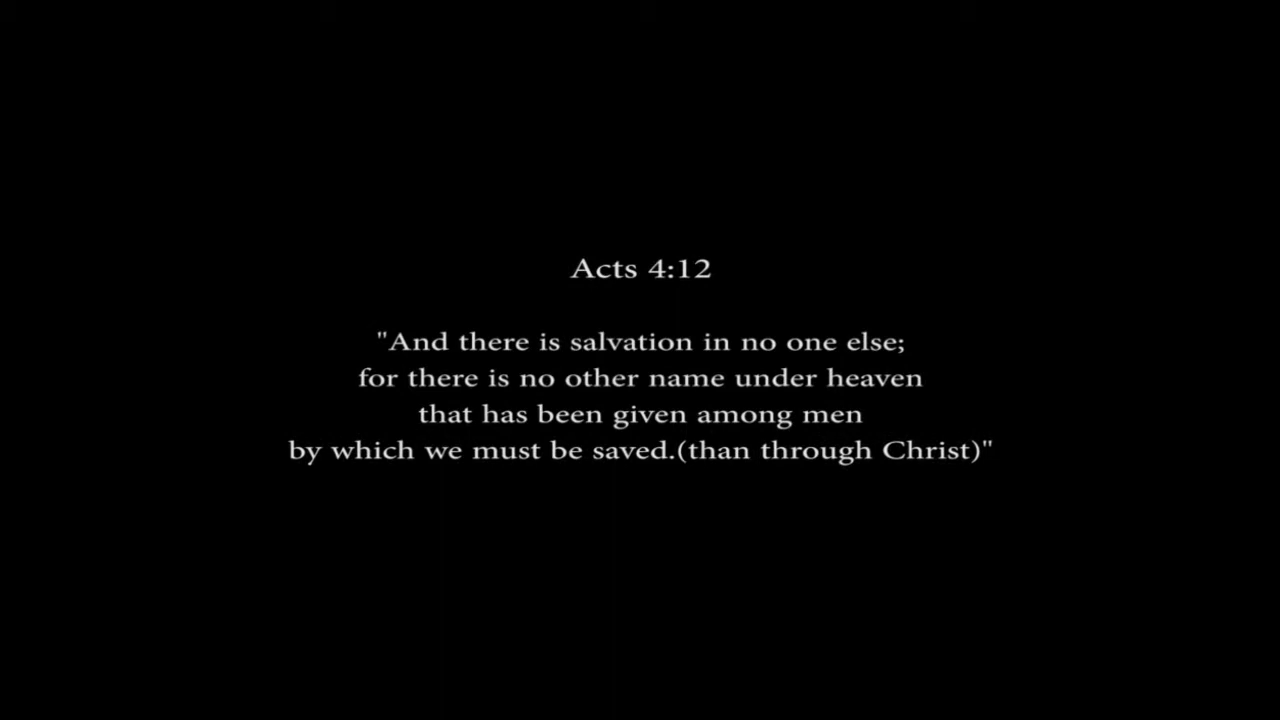 Acts 4:12
"And there is salvation in no one else;
for there is no other name under heaven
that has been given among men
by which we must be saved.(than through Christ)"